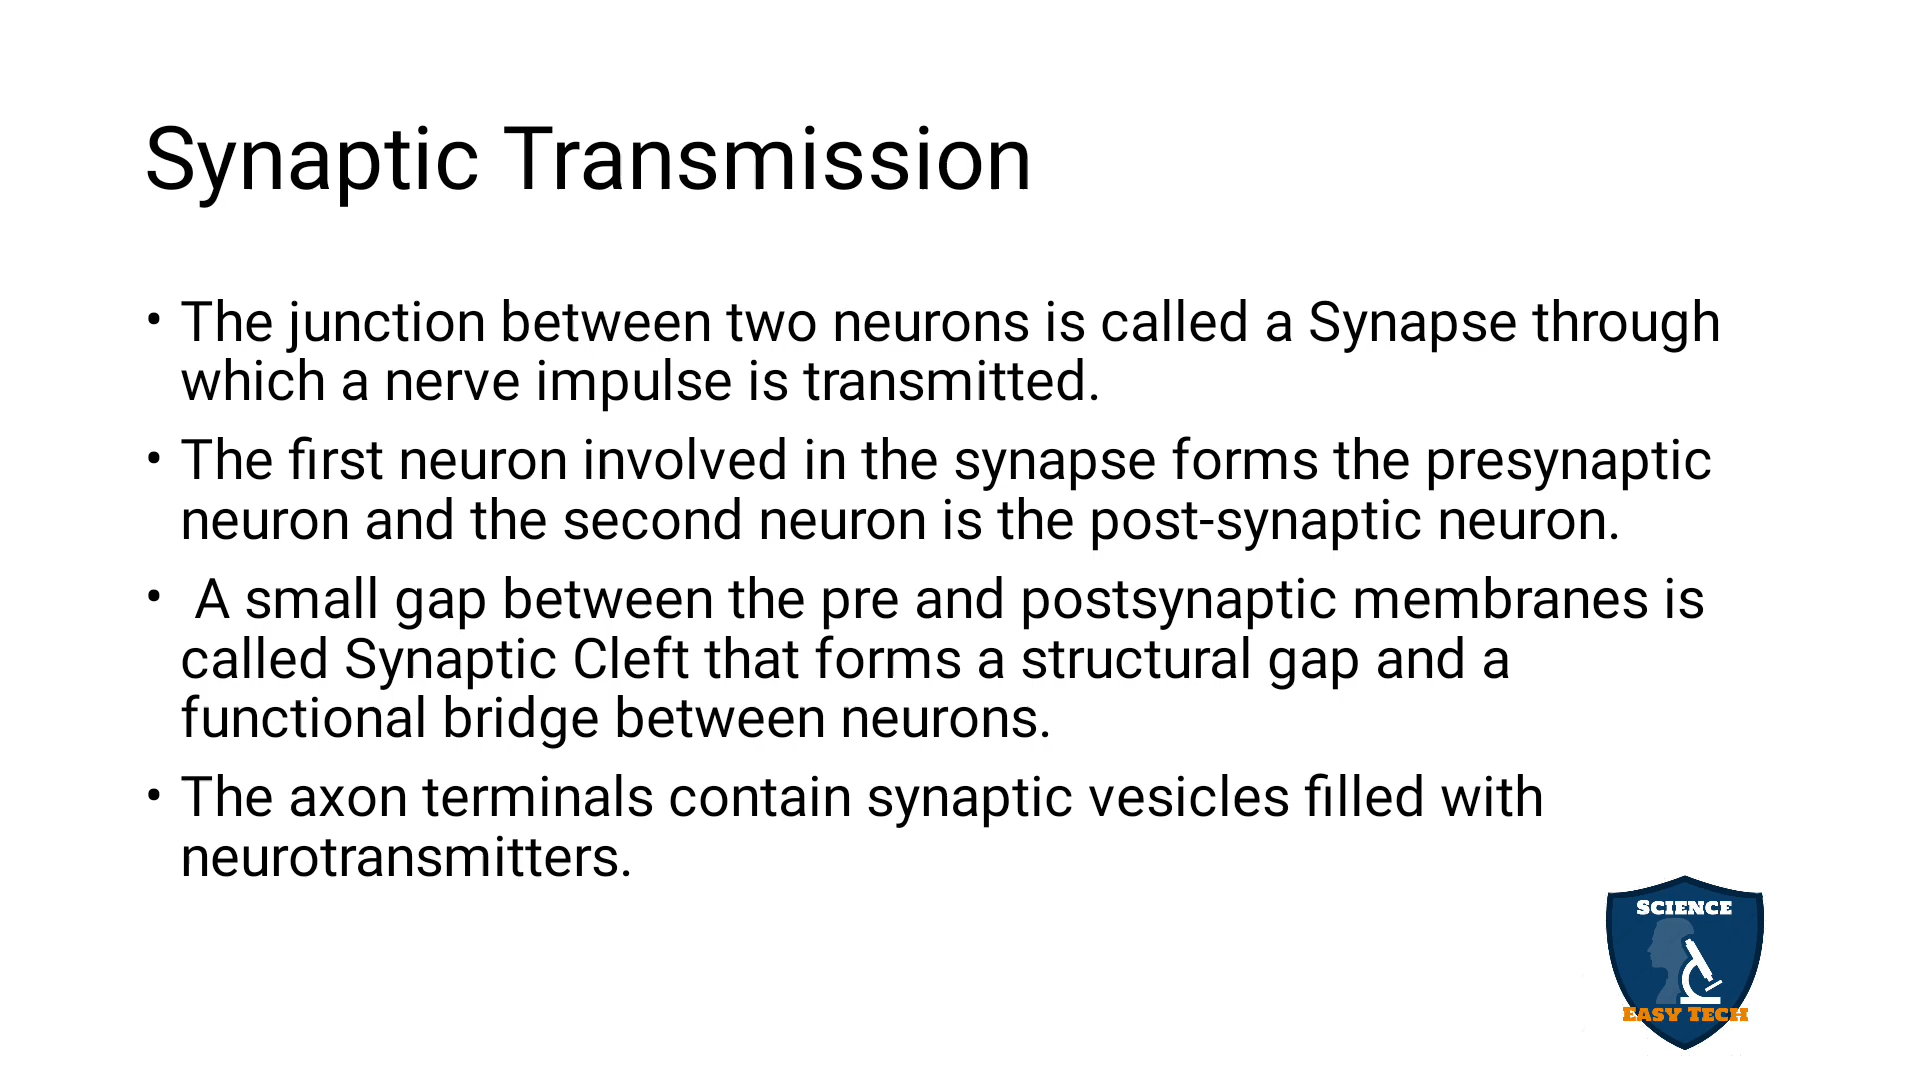 Synaptic Transmission
• The junction between two neurons is called a Synapse through
which a nerve impulse is transmitted.
• The first neuron involved in the synapse forms the presynaptic
neuron and the second neuron is the post-synaptic neuron.
• A small gap between the pre and postsynaptic membranes is
called Synaptic Cleft that forms a structural gap and a
functional bridge between neurons.
• The axon terminals contain synaptic vesicles filled with
neurotransmitters.
SCIENCE
EASY TECH